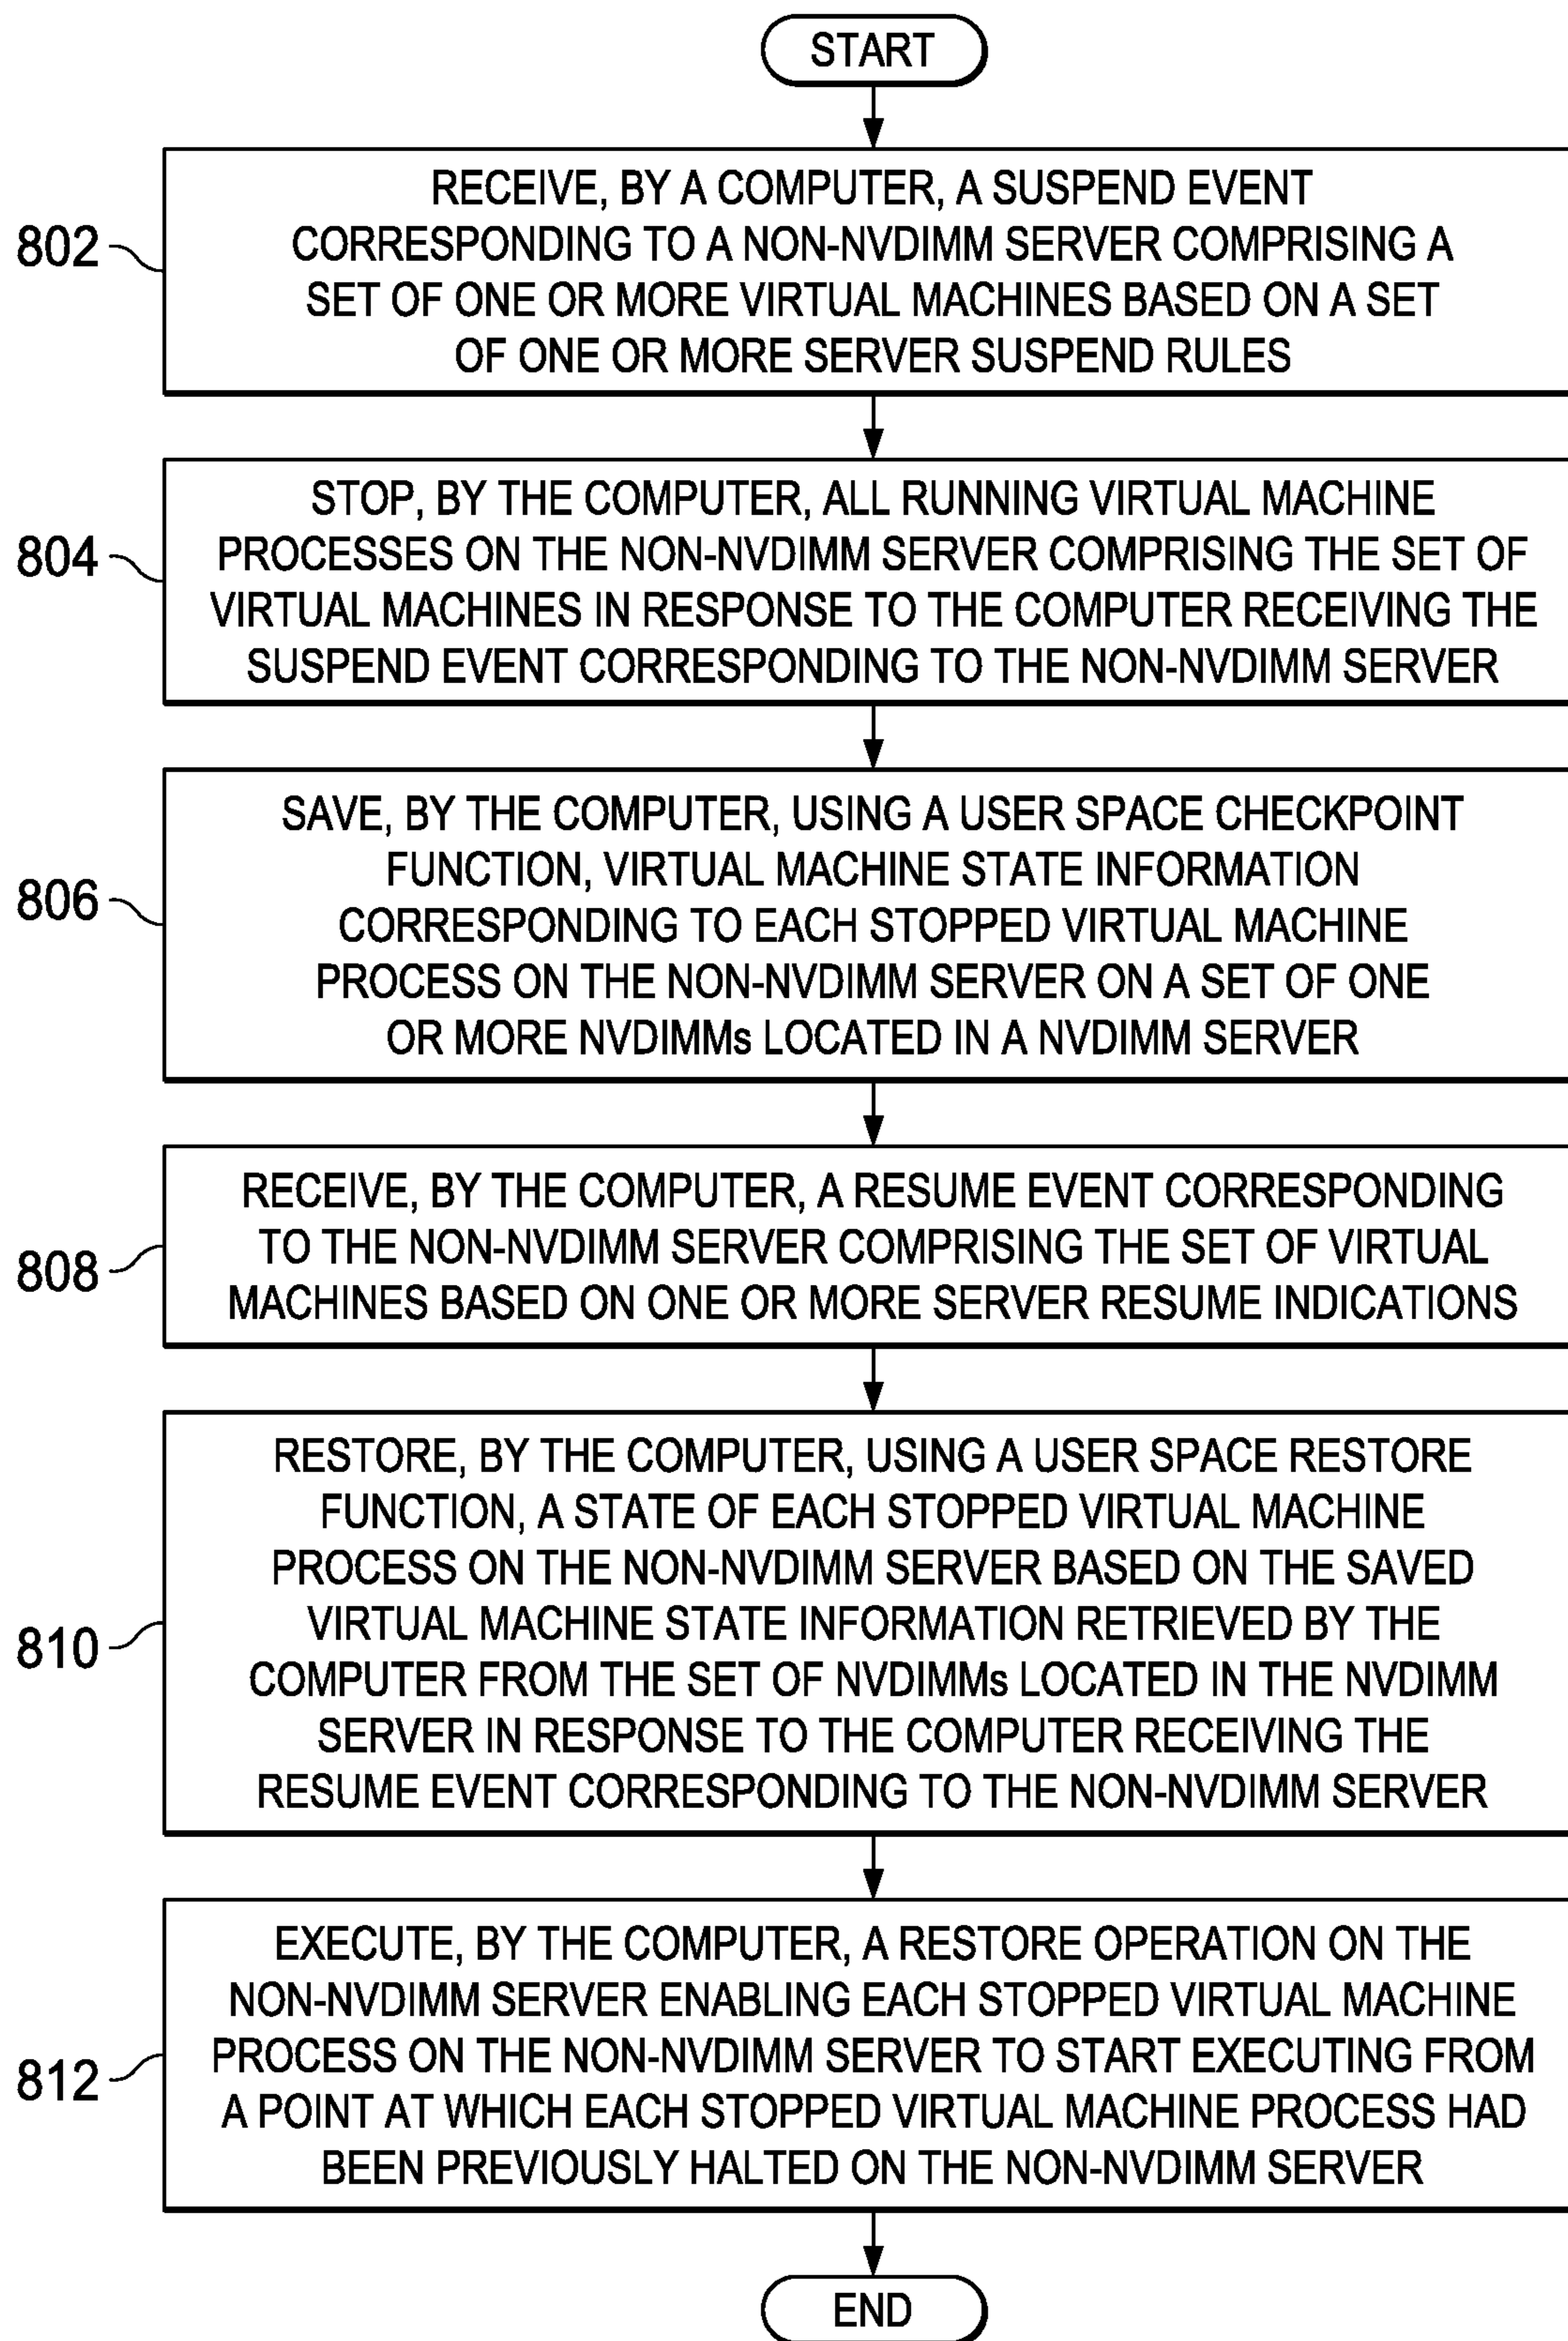 START
RECEIVE, BY A COMPUTER, A SUSPEND EVENT
CORRESPONDING TO A NON-NVDIMM SERVER COMPRISING A
SET OF ONE OR MORE VIRTUAL MACHINES BASED ON A SET
OF ONE OR MORE SERVER SUSPEND RULES
802
STOP, BY THE COMPUTER, ALL RUNNING VIRTUAL MACHINE
PROCESSES ON THE NON-NVDIMM SERVER COMPRISING THE SET OF
VIRTUAL MACHINES IN RESPONSE TO THE COMPUTER RECEIVING THE
SUSPEND EVENT CORRESPONDING TO THE NON-NVDIMM SERVER
804
SAVE, BY THE COMPUTER, USING A USER SPACE CHECKPOINT
FUNCTION, VIRTUAL MACHINE STATE INFORMATION
CORRESPONDING TO EACH STOPPED VIRTUAL MACHINE
PROCESS ON THE NON-NVDIMM SERVER ON A SET OF ONE
OR MORE NVDIMMs LOCATED IN A NVDIMM SERVER
806
RECEIVE, BY THE COMPUTER, A RESUME EVENT CORRESPONDING
TO THE NON-NVDIMM SERVER COMPRISING THE SET OF VIRTUAL
MACHINES BASED ON ONE OR MORE SERVER RESUME INDICATIONS
808
RESTORE, BY THE COMPUTER, USING A USER SPACE RESTORE
FUNCTION, A STATE OF EACH STOPPED VIRTUAL MACHINE
PROCESS ON THE NON-NVDIMM SERVER BASED ON THE SAVED
VIRTUAL MACHINE STATE INFORMATION RETRIEVED BY THE
COMPUTER FROM THE SET OF NVDIMMs LOCATED IN THE NVDIMM
SERVER IN RESPONSE TO THE COMPUTER RECEIVING THE
RESUME EVENT CORRESPONDING TO THE NON-NVDIMM SERVER
810
EXECUTE, BY THE COMPUTER, A RESTORE OPERATION ON THE
NON-NVDIMM SERVER ENABLING EACH STOPPED VIRTUAL MACHINE
PROCESS ON THE NON-NVDIMM SERVER TO START EXECUTING FROM
A POINT AT WHICH EACH STOPPED VIRTUAL MACHINE PROCESS HAD
BEEN PREVIOUSLY HALTED ON THE NON-NVDIMM SERVER
812
END